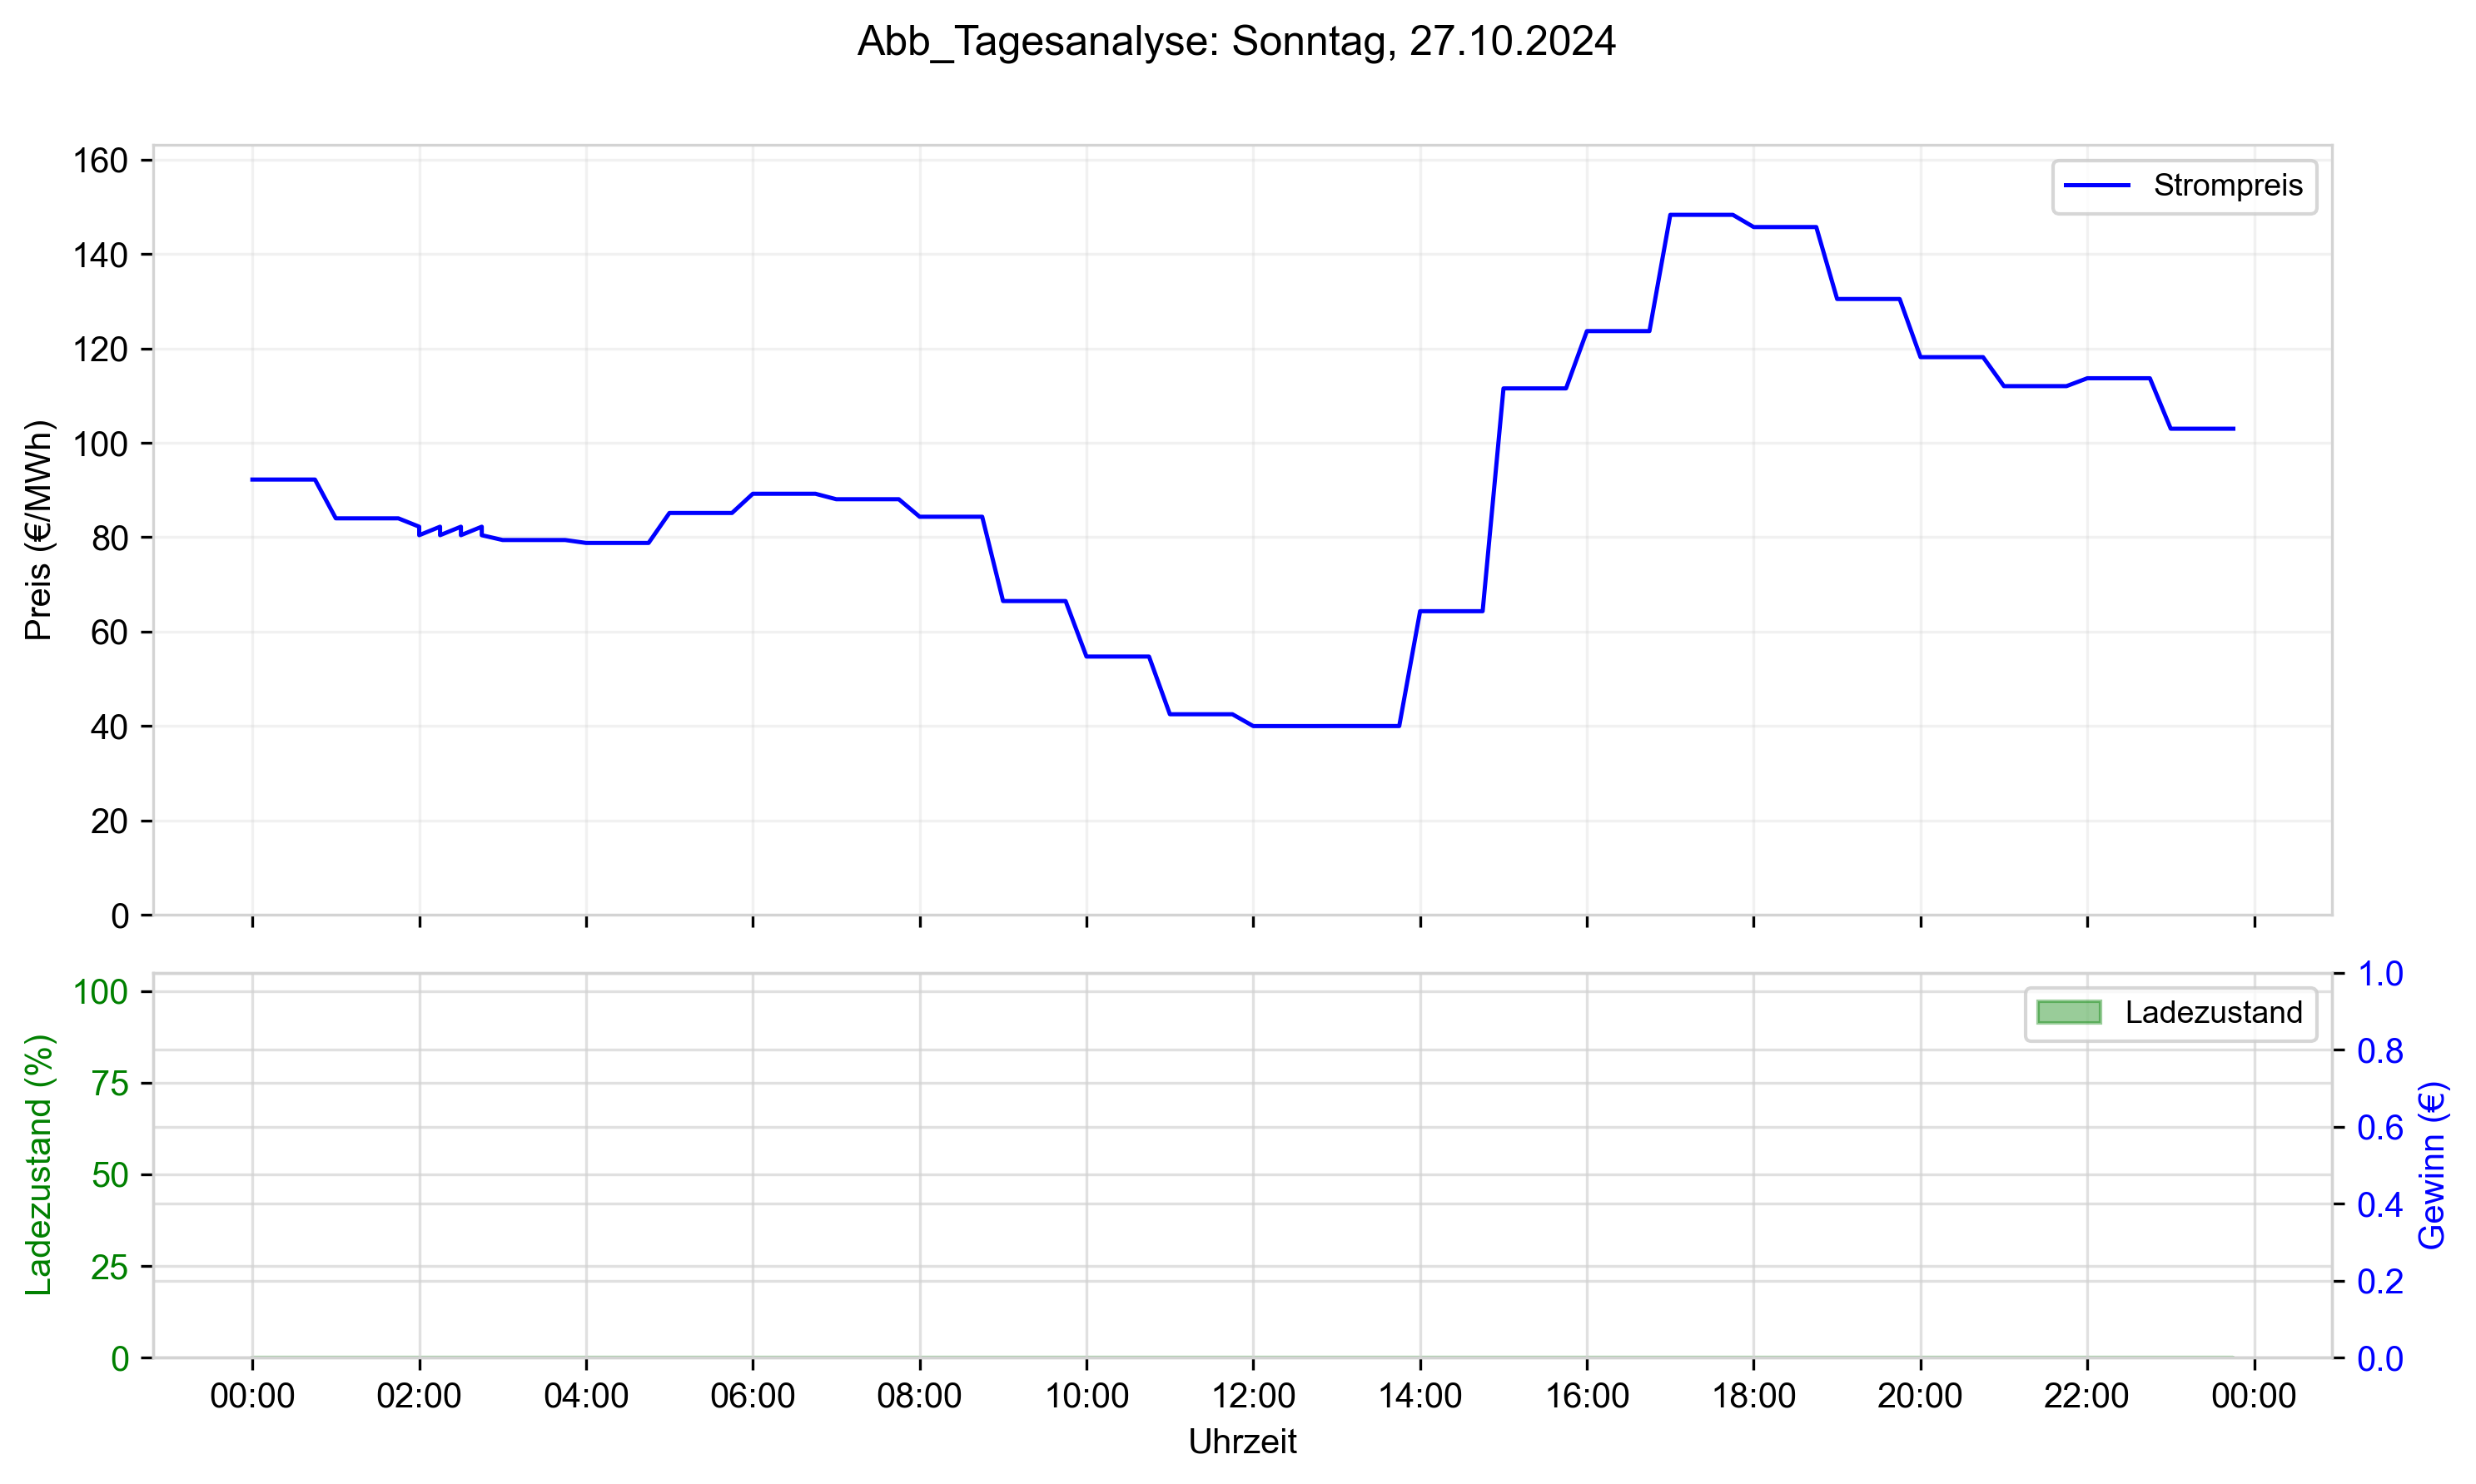 Abb_Tagesanalyse: Sonntag, 27.10.2024
Preis (€/MWh)
160
140
120
100
80
60
40
20
0
Strompreis
Ladezustand (%)
100
75
50
25
0
Ladezustand
1.0
0.8
0.6
0.4
0.2
0.0
Gewinn (€)
00:00 02:00 04:00 06:00 08:00 10:00 12:00 14:00 16:00 18:00 20:00 22:00 00:00
Uhrzeit